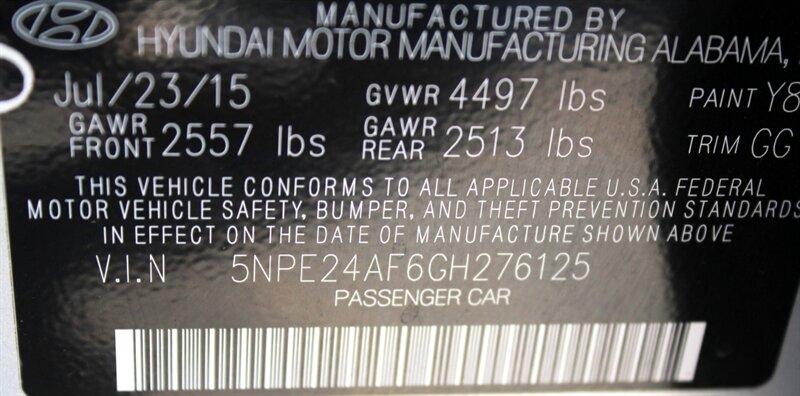 MANUFACTURED BY
HYUNDAI MOTOR MANUFACTURING ALABAMA,
Jul/23/15 GVWR 4497 lbs PAINT Y8
GAWR FRONT 2557 lbs GAWR REAR 2513 lbs TRIM GG
THIS VEHICLE CONFORMS TO ALL APPLICABLE U.S.A. FEDERAL
MOTOR VEHICLE SAFETY, BUMPER, AND THEFT PREVENTION STANDARDS
IN EFFECT ON THE DATE OF MANUFACTURE SHOWN ABOVE
V.I.N 5NPE24AF6GH276125
PASSENGER CAR